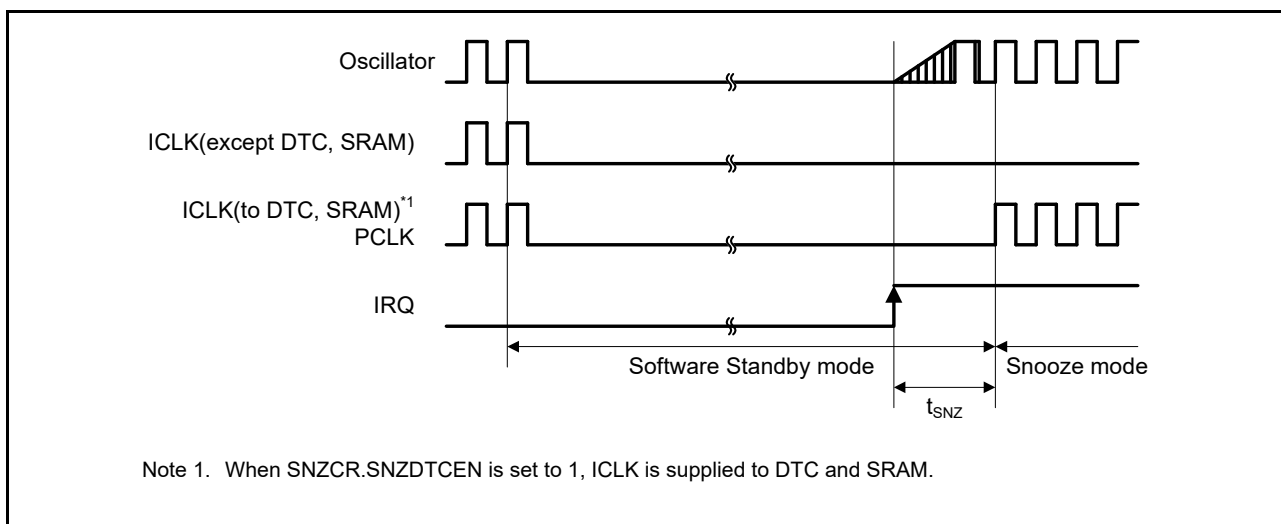 Oscillator
ICLK(except DTC, SRAM)
ICLK(to DTC, SRAM)*1
PCLK
IRQ
Software Standby mode
Snooze mode
tSNZ
Note 1. When SNZCR.SNZDTCEN is set to 1, ICLK is supplied to DTC and SRAM.